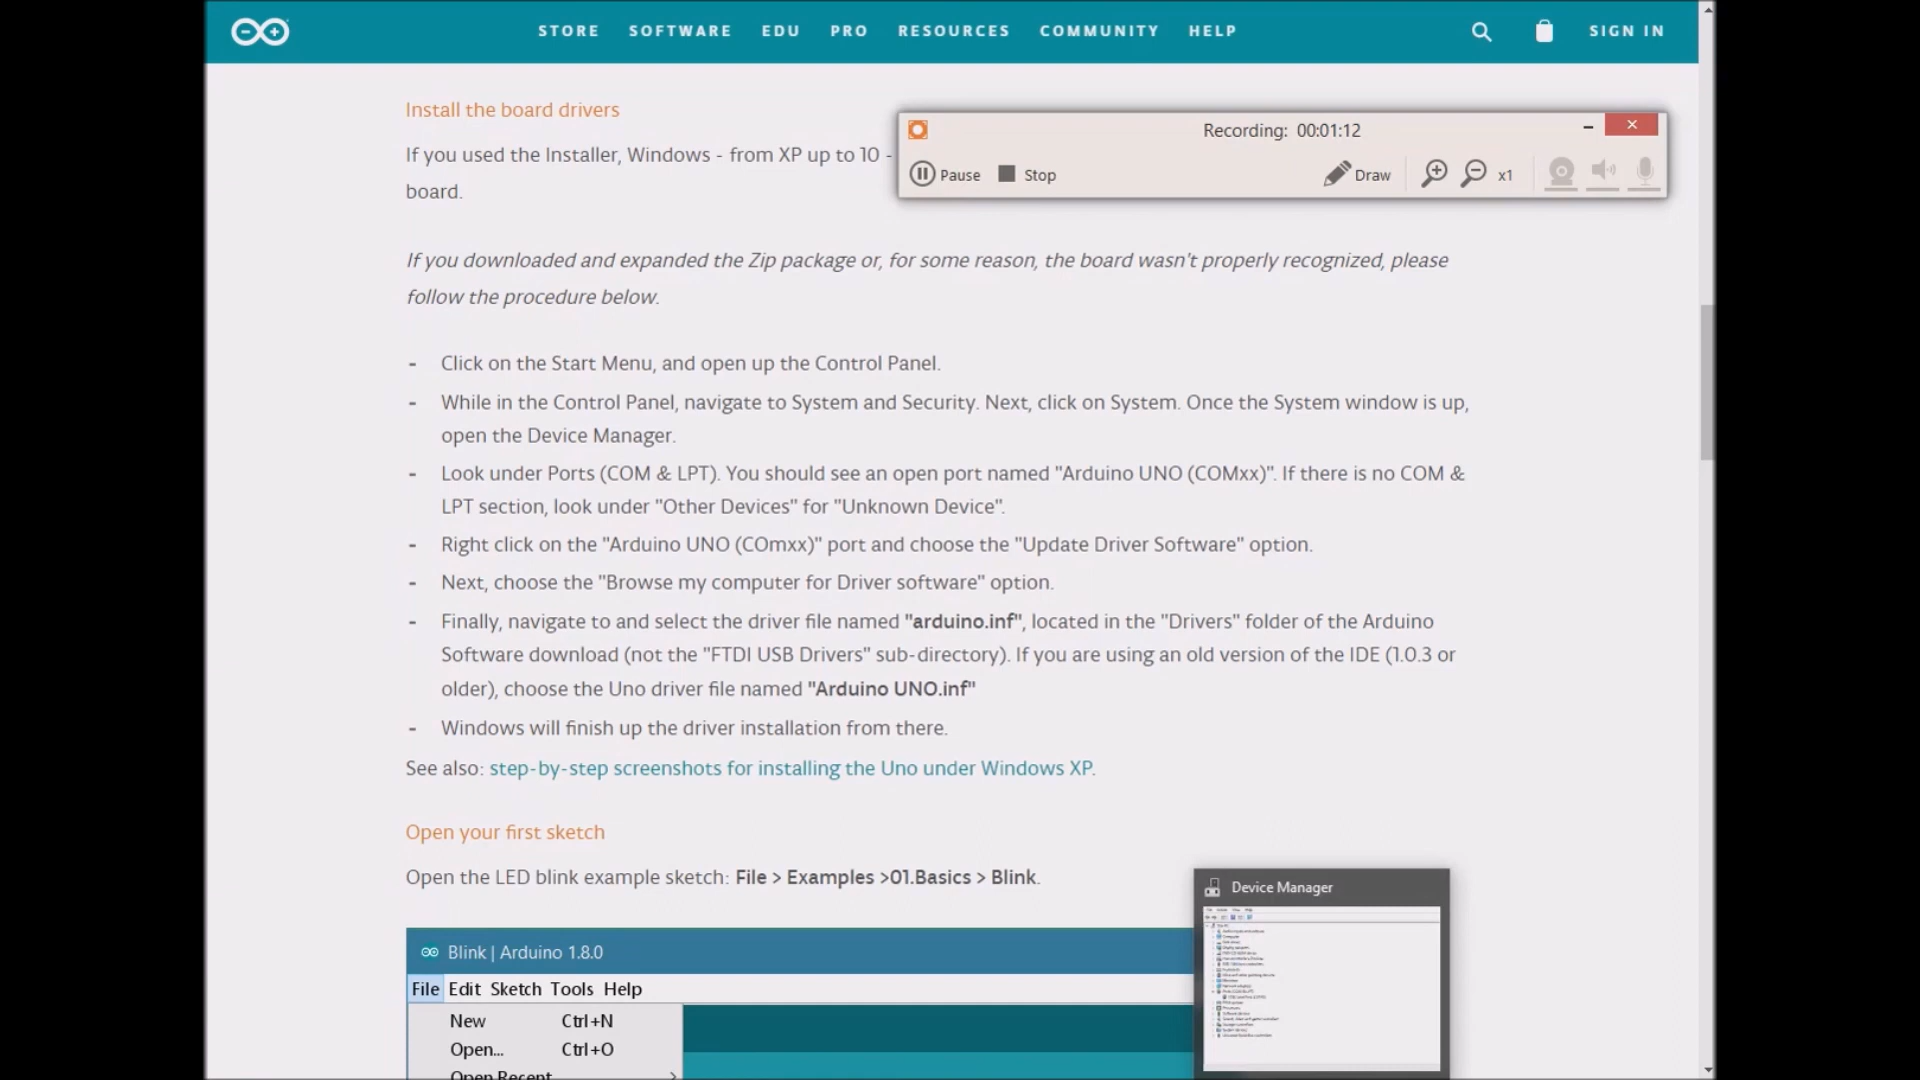 STORE SOFTWARE EDU PRO RESOURCES COMMUNITY HELP SIGN IN
Install the board drivers
If you used the Installer, Windows - from XP up to 10 -
board.
Recording: 00:01:12
Pause Stop Draw x1
If you downloaded and expanded the Zip package or, for some reason, the board wasn't properly recognized, please
follow the procedure below.
- Click on the Start Menu, and open up the Control Panel.
- While in the Control Panel, navigate to System and Security. Next, click on System. Once the System window is up,
open the Device Manager.
- Look under Ports (COM & LPT). You should see an open port named "Arduino UNO (COMxx)". If there is no COM &
LPT section, look under "Other Devices" for "Unknown Device".
- Right click on the "Arduino UNO (COmxx)" port and choose the "Update Driver Software" option.
- Next, choose the "Browse my computer for Driver software" option.
- Finally, navigate to and select the driver file named "arduino.inf", located in the "Drivers" folder of the Arduino
Software download (not the "FTDI USB Drivers" sub-directory). If you are using an old version of the IDE (1.0.3 or
older), choose the Uno driver file named "Arduino UNO.inf"
- Windows will finish up the driver installation from there.
See also: step-by-step screenshots for installing the Uno under Windows XP.
Open your first sketch
Open the LED blink example sketch: File > Examples >01.Basics > Blink.
Device Manager
Blink | Arduino 1.8.0
File Edit Sketch Tools Help
New Ctrl+N
Open... Ctrl+O
Open Recent